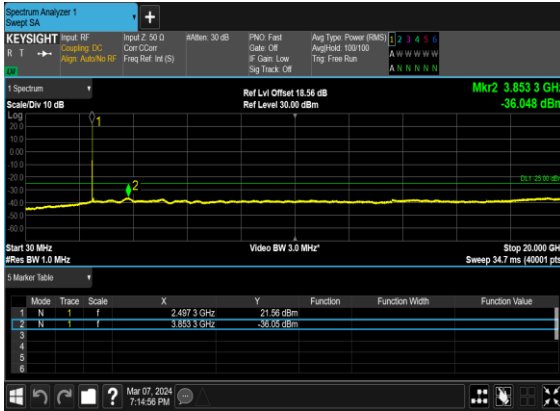 Spectrum Analyzer 1
Swept SA
+
KEYSIGHT Input: RF Input Z: 50 Ω #Atten: 30 dB PNO: Fast Avg Type: Power (RMS) 1 2 3 4 5 6
R T Coupling: DC Corr CCorr Gate: Off Avg|Hold: 100/100 A W W W W W
Align: Auto/No RF Freq Ref: Int (S) IF Gain: Low Trig: Free Run
Sig Track: Off A N N N N N
1 Spectrum
Ref Lvl Offset 18.56 dB Mkr2 3.853 3 GHz
Scale/Div 10 dB Ref Level 30.00 dBm -36.048 dBm
Log
20.0
10.0
0.00
-10.0
-20.0
-30.0
-40.0
-50.0
-60.0
1
2
DL1 -25.00 dBm
Start 30 MHz Video BW 3.0 MHz* Stop 20.000 GH
#Res BW 1.0 MHz Sweep 34.7 ms (40001 pts
5 Marker Table
Mode Trace Scale X Y Function Function Width Function Value
1 N 1 f 2.497 3 GHz 21.56 dBm
2 N 1 f 3.853 3 GHz -36.05 dBm
3
4
5
6
? Mar 07, 2024
7:14:56 PM